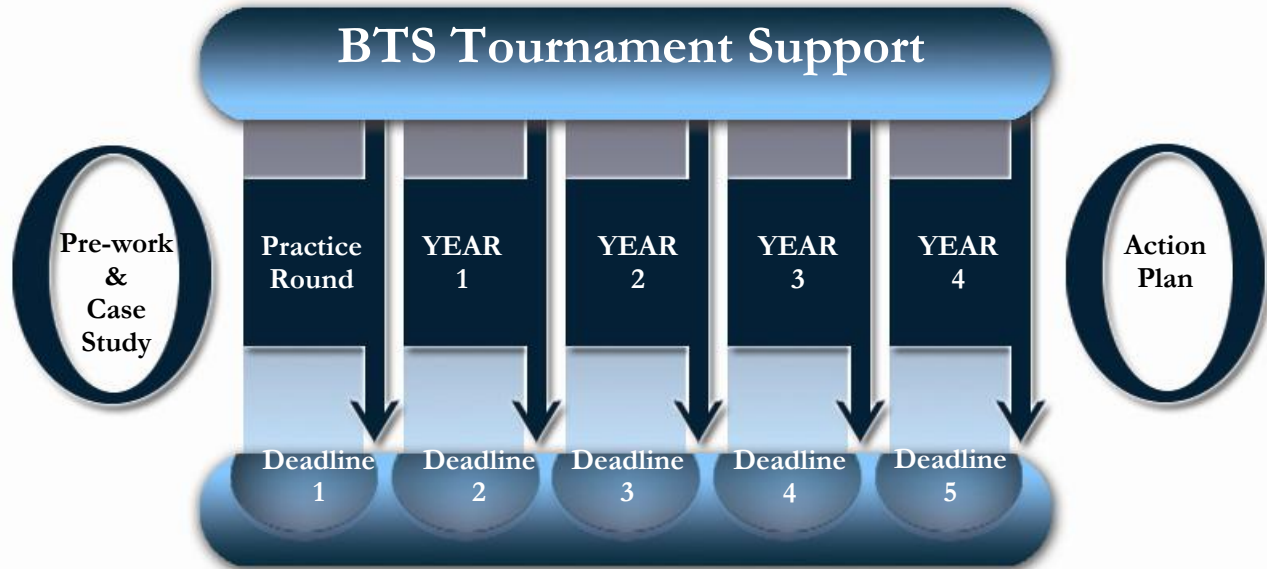 BTS Tournament Support
Pre-work
&
Case
Study
Practice
Round
YEAR
1
YEAR
2
YEAR
3
YEAR
4
Action
Plan
Deadline
1
Deadline
2
Deadline
3
Deadline
4
Deadline
5